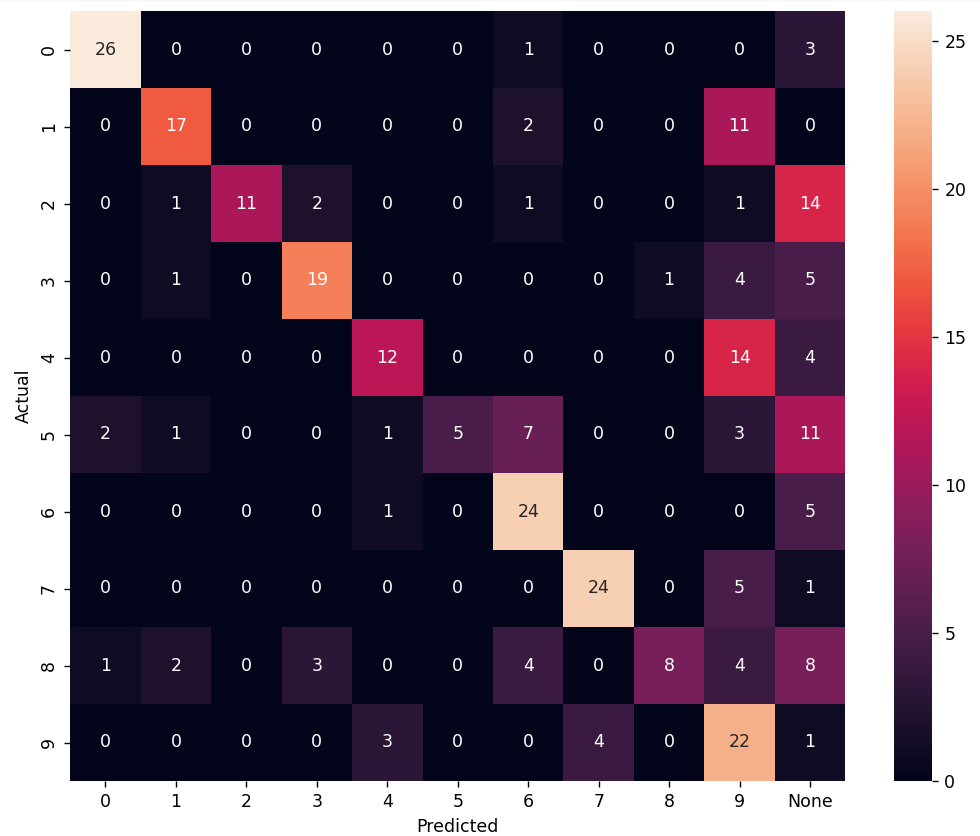 0 26 0 0 0 0 0 1 0 0 0 3
1 0 17 0 0 0 0 2 0 0 11 0
2 0 1 11 2 0 0 1 0 0 1 14
3 0 1 0 19 0 0 0 0 1 4 5
4 0 0 0 0 12 0 0 0 0 14 4
5 2 1 0 0 1 5 7 0 0 3 11
6 0 0 0 0 1 0 24 0 0 0 5
7 0 0 0 0 0 0 0 24 0 5 1
8 1 2 0 3 0 0 4 0 8 4 8
9 0 0 0 0 3 0 0 4 0 22 1
0 1 2 3 4 5 6 7 8 9 None
Predicted
Actual
25
20
15
10
5
0